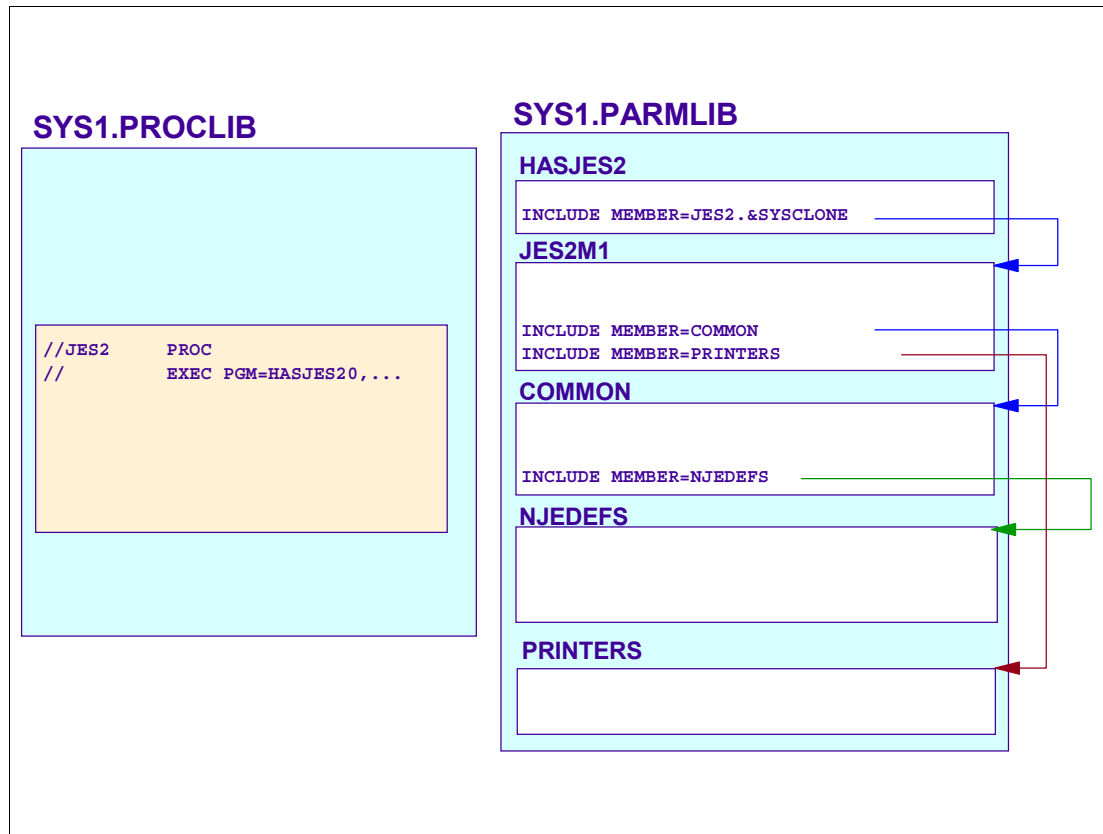 SYS1.PROCLIB
//JES2 PROC
// EXEC PGM=HASJES20,...
SYS1.PARMLIB
HASJES2
INCLUDE MEMBER=JES2.&SYSCLONE
JES2M1
INCLUDE MEMBER=COMMON
INCLUDE MEMBER=PRINTERS
COMMON
INCLUDE MEMBER=NJEDEFS
NJEDEFS
PRINTERS